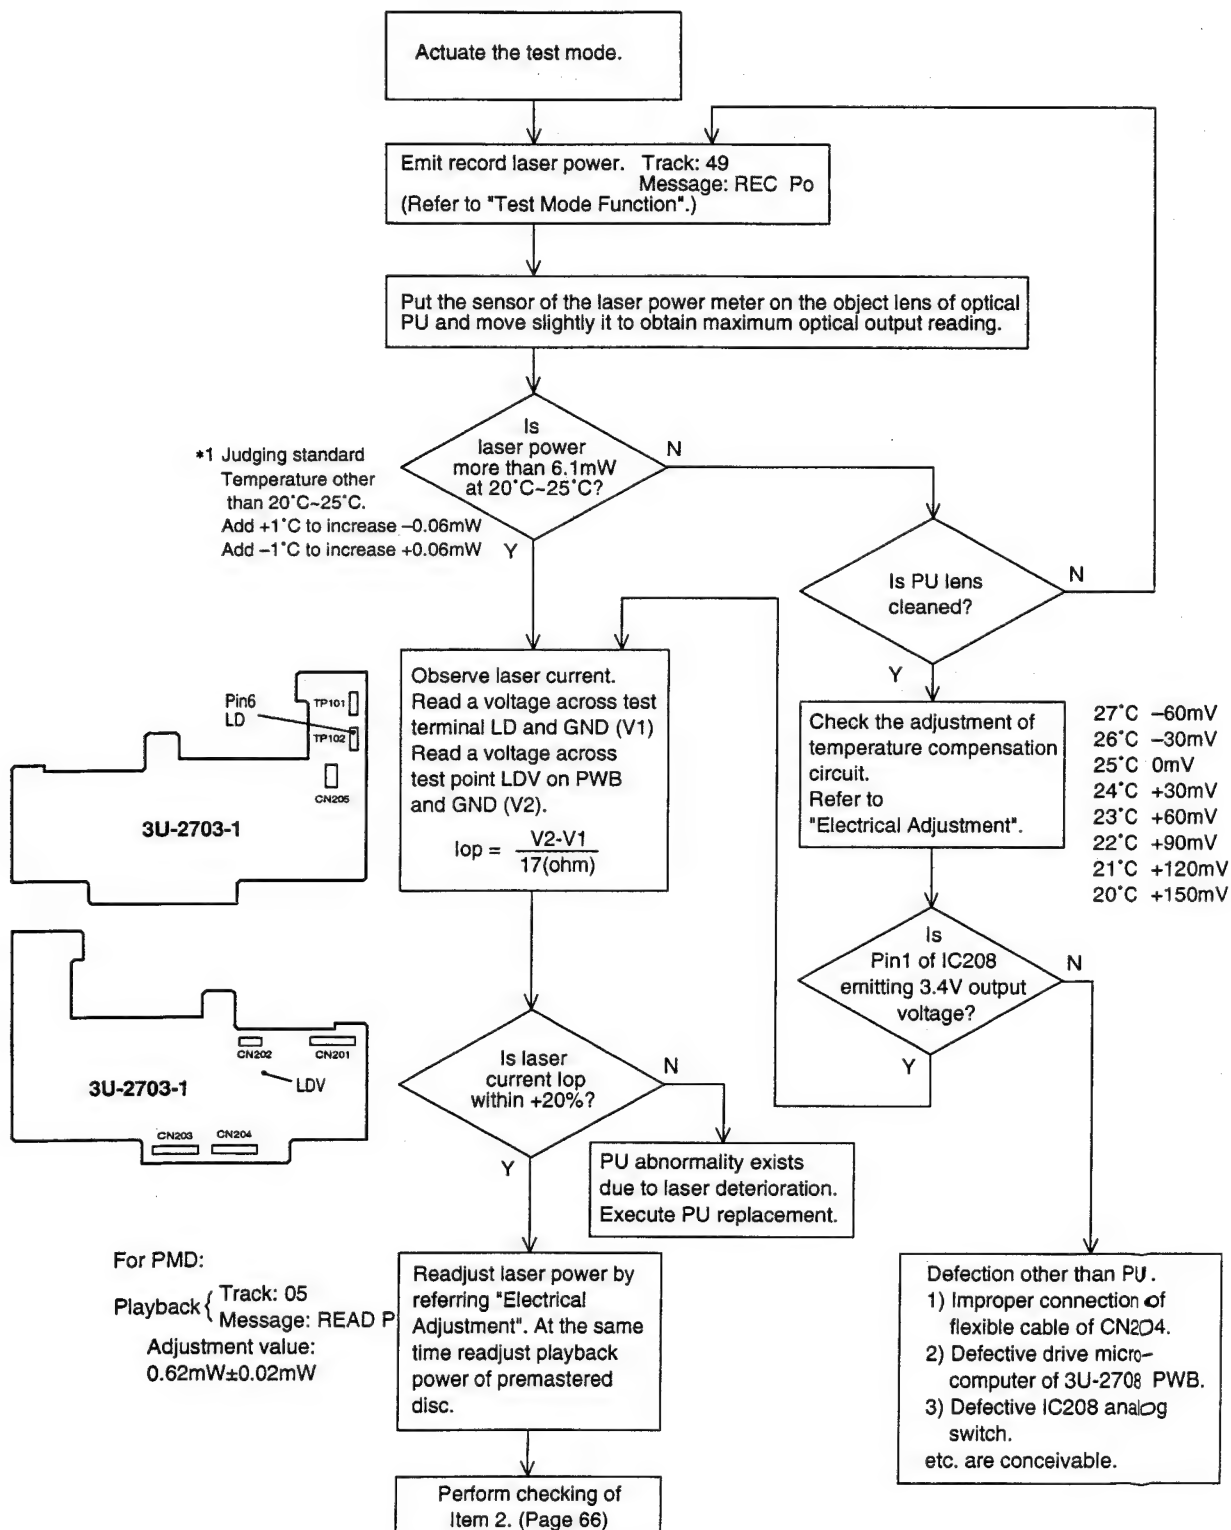 Actuate the test mode.
Emit record laser power. Track: 49
Message: REC Po
(Refer to "Test Mode Function".)
Put the sensor of the laser power meter on the object lens of optical
PU and move slightly it to obtain maximum optical output reading.
Is
laser power
more than 6.1mW
at 20°C~25°C?
N
Y
*1 Judging standard
Temperature other
than 20°C~25°C.
Add +1°C to increase –0.06mW
Add –1°C to increase +0.06mW
Is PU lens
cleaned?
N
Y
Observe laser current.
Read a voltage across test
terminal LD and GND (V1)
Read a voltage across
test point LDV on PWB
and GND (V2).
Iop = V2-V1
17(ohm)
Check the adjustment of
temperature compensation
circuit.
Refer to
"Electrical Adjustment".
27°C –60mV
26°C –30mV
25°C 0mV
24°C +30mV
23°C +60mV
22°C +90mV
21°C +120mV
20°C +150mV
Pin6
LD
TP101
TP102
CN205
3U-2703-1
Is
Pin1 of IC208
emitting 3.4V output
voltage?
N
Y
CN202
CN201
LDV
3U-2703-1
CN203
CN204
Is laser
current Iop
within +20%?
N
Y
PU abnormality exists
due to laser deterioration.
Execute PU replacement.
For PMD:
Playback { Track: 05
Message: READ P
Adjustment value:
0.62mW±0.02mW
Readjust laser power by
referring "Electrical
Adjustment". At the same
time readjust playback
power of premastered
disc.
Defection other than PU.
1) Improper connection of
flexible cable of CN204.
2) Defective drive micro-
computer of 3U-2708 PWB.
3) Defective IC208 analog
switch.
etc. are conceivable.
Perform checking of
Item 2. (Page 66)